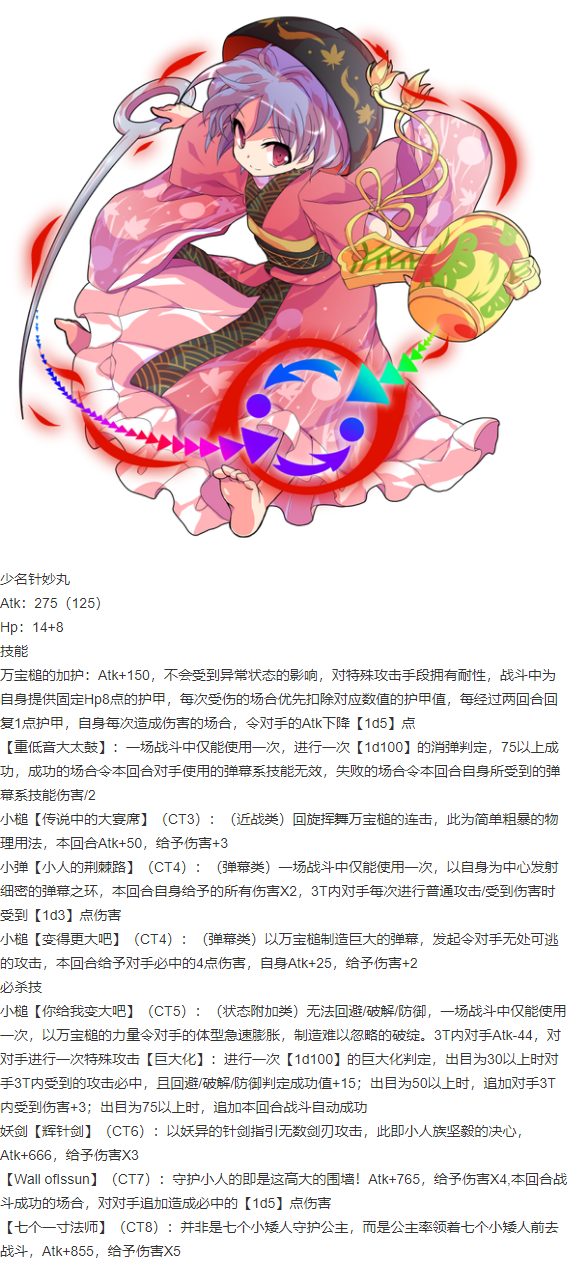 少名针妙丸
Atk：275（125）
Hp：14+8
技能
万宝槌的加护：Atk+150，不会受到异常状态的影响，对特殊攻击手段拥有耐性，战斗中为
自身提供固定Hp8点的护甲，每次受伤的场合优先扣除对应数值的护甲值，每经过两回合回
复1点护甲，自身每次造成伤害的场合，令对手的Atk下降【1d5】点
【重低音大太鼓】：一场战斗中仅能使用一次，进行一次【1d100】的消弹判定，75以上成
功，成功的场合令本回合对手使用的弹幕系技能无效，失败的场合令本回合自身所受到的弹
幕系技能伤害/2
小槌【传说中的大宴席】（CT3）：（近战类）回旋挥舞万宝槌的连击，此为简单粗暴的物
理用法，本回合Atk+50，给予伤害+3
小弹【小人的荆棘路】（CT4）：（弹幕类）一场战斗中仅能使用一次，以自身为中心发射
细密的弹幕之环，本回合自身给予的所有伤害X2，3T内对手每次进行普通攻击/受到伤害时
受到【1d3】点伤害
小槌【变得更大吧】（CT4）：（弹幕类）以万宝槌制造巨大的弹幕，发起令对手无处可逃
的攻击，本回合给予对手必中的4点伤害，自身Atk+25，给予伤害+2
必杀技
小槌【你给我变大吧】（CT5）：（状态附加类）无法回避/破解/防御，一场战斗中仅能使用
一次，以万宝槌的力量令对手的体型急速膨胀，制造难以忽略的破绽。3T内对手Atk-44，对
对手进行一次特殊攻击【巨大化】：进行一次【1d100】的巨大化判定，出目为30以上时对
手3T内受到的攻击必中，且回避/破解/防御判定成功值+15；出目为50以上时，追加对手3T
内受到伤害+3；出目为75以上时，追加本回合战斗自动成功
妖剑【辉针剑】（CT6）：以妖异的针剑指引无数剑刃攻击，此即小人族坚毅的决心，
Atk+666，给予伤害X3
【Wall ofIssun】（CT7）：守护小人的即是这高大的围墙！Atk+765，给予伤害X4,本回合战
斗成功的场合，对对手追加造成必中的【1d5】点伤害
【七个一寸法师】（CT8）：并非是七个小矮人守护公主，而是公主率领着七个小矮人前去
战斗，Atk+855，给予伤害X5